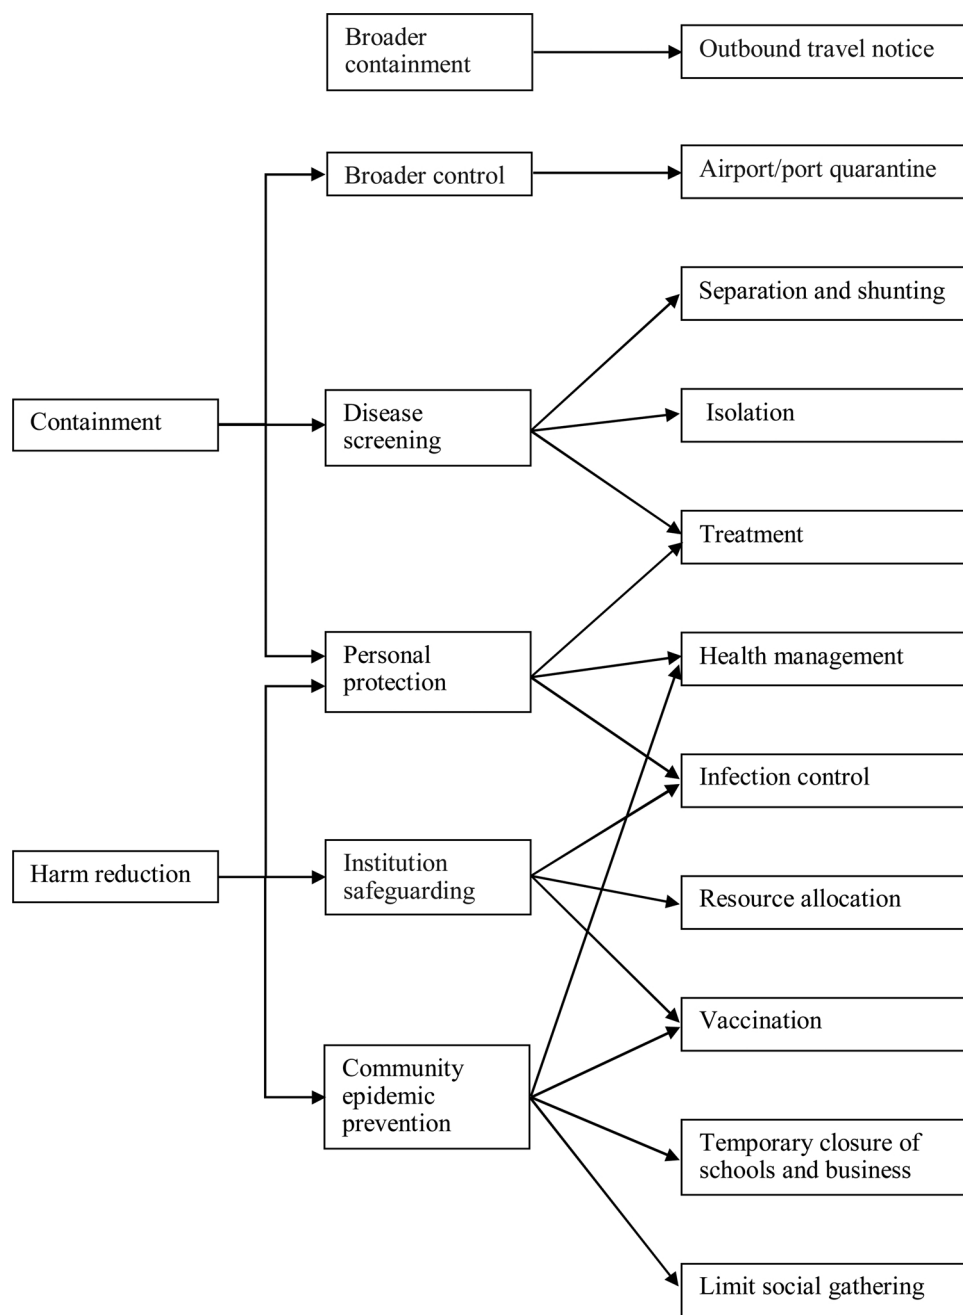 Broader
containment
Outbound travel notice
Broader control
Airport/port quarantine
Separation and shunting
Containment
Disease
screening
Isolation
Treatment
Personal
protection
Health management
Infection control
Harm reduction
Institution
safeguarding
Resource allocation
Vaccination
Community
epidemic
prevention
Temporary closure of
schools and business
Limit social gathering